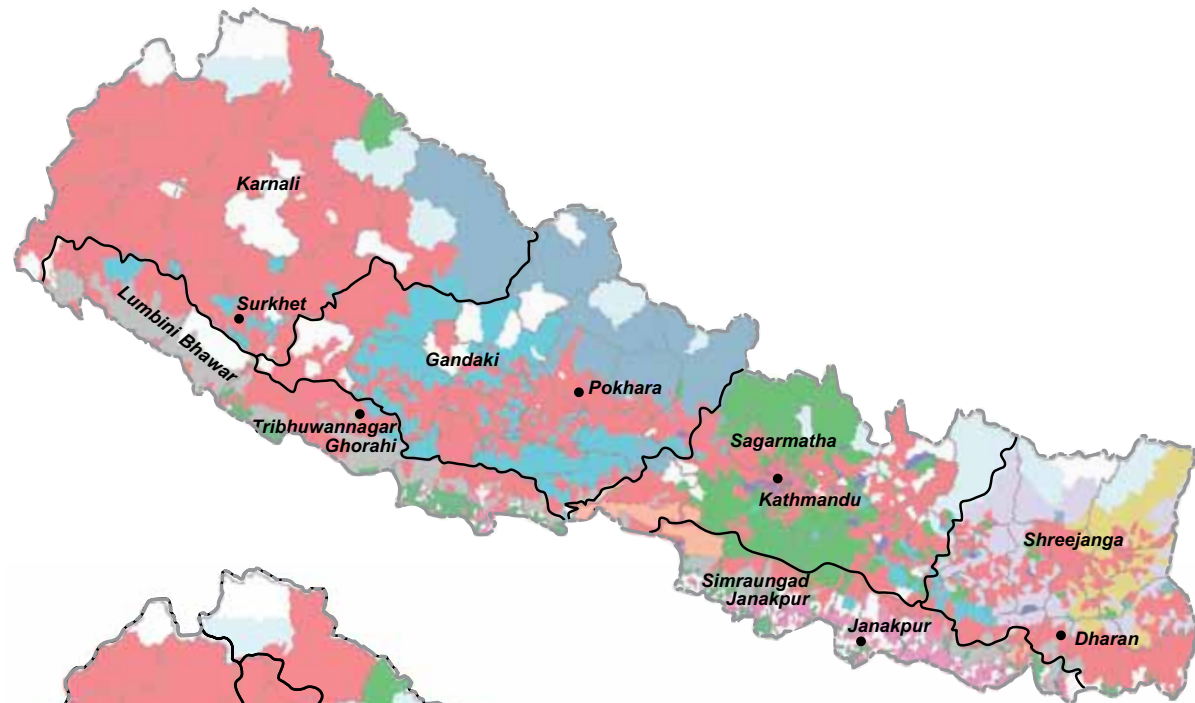 Karnali
Surkhet
Lumbini Bhawar
Gandaki
Pokhara
Tribhuwannagar
Ghorahi
Sagarmatha
Kathmandu
Shreejanga
Simraungad
Janakpur
Janakpur
Dharan